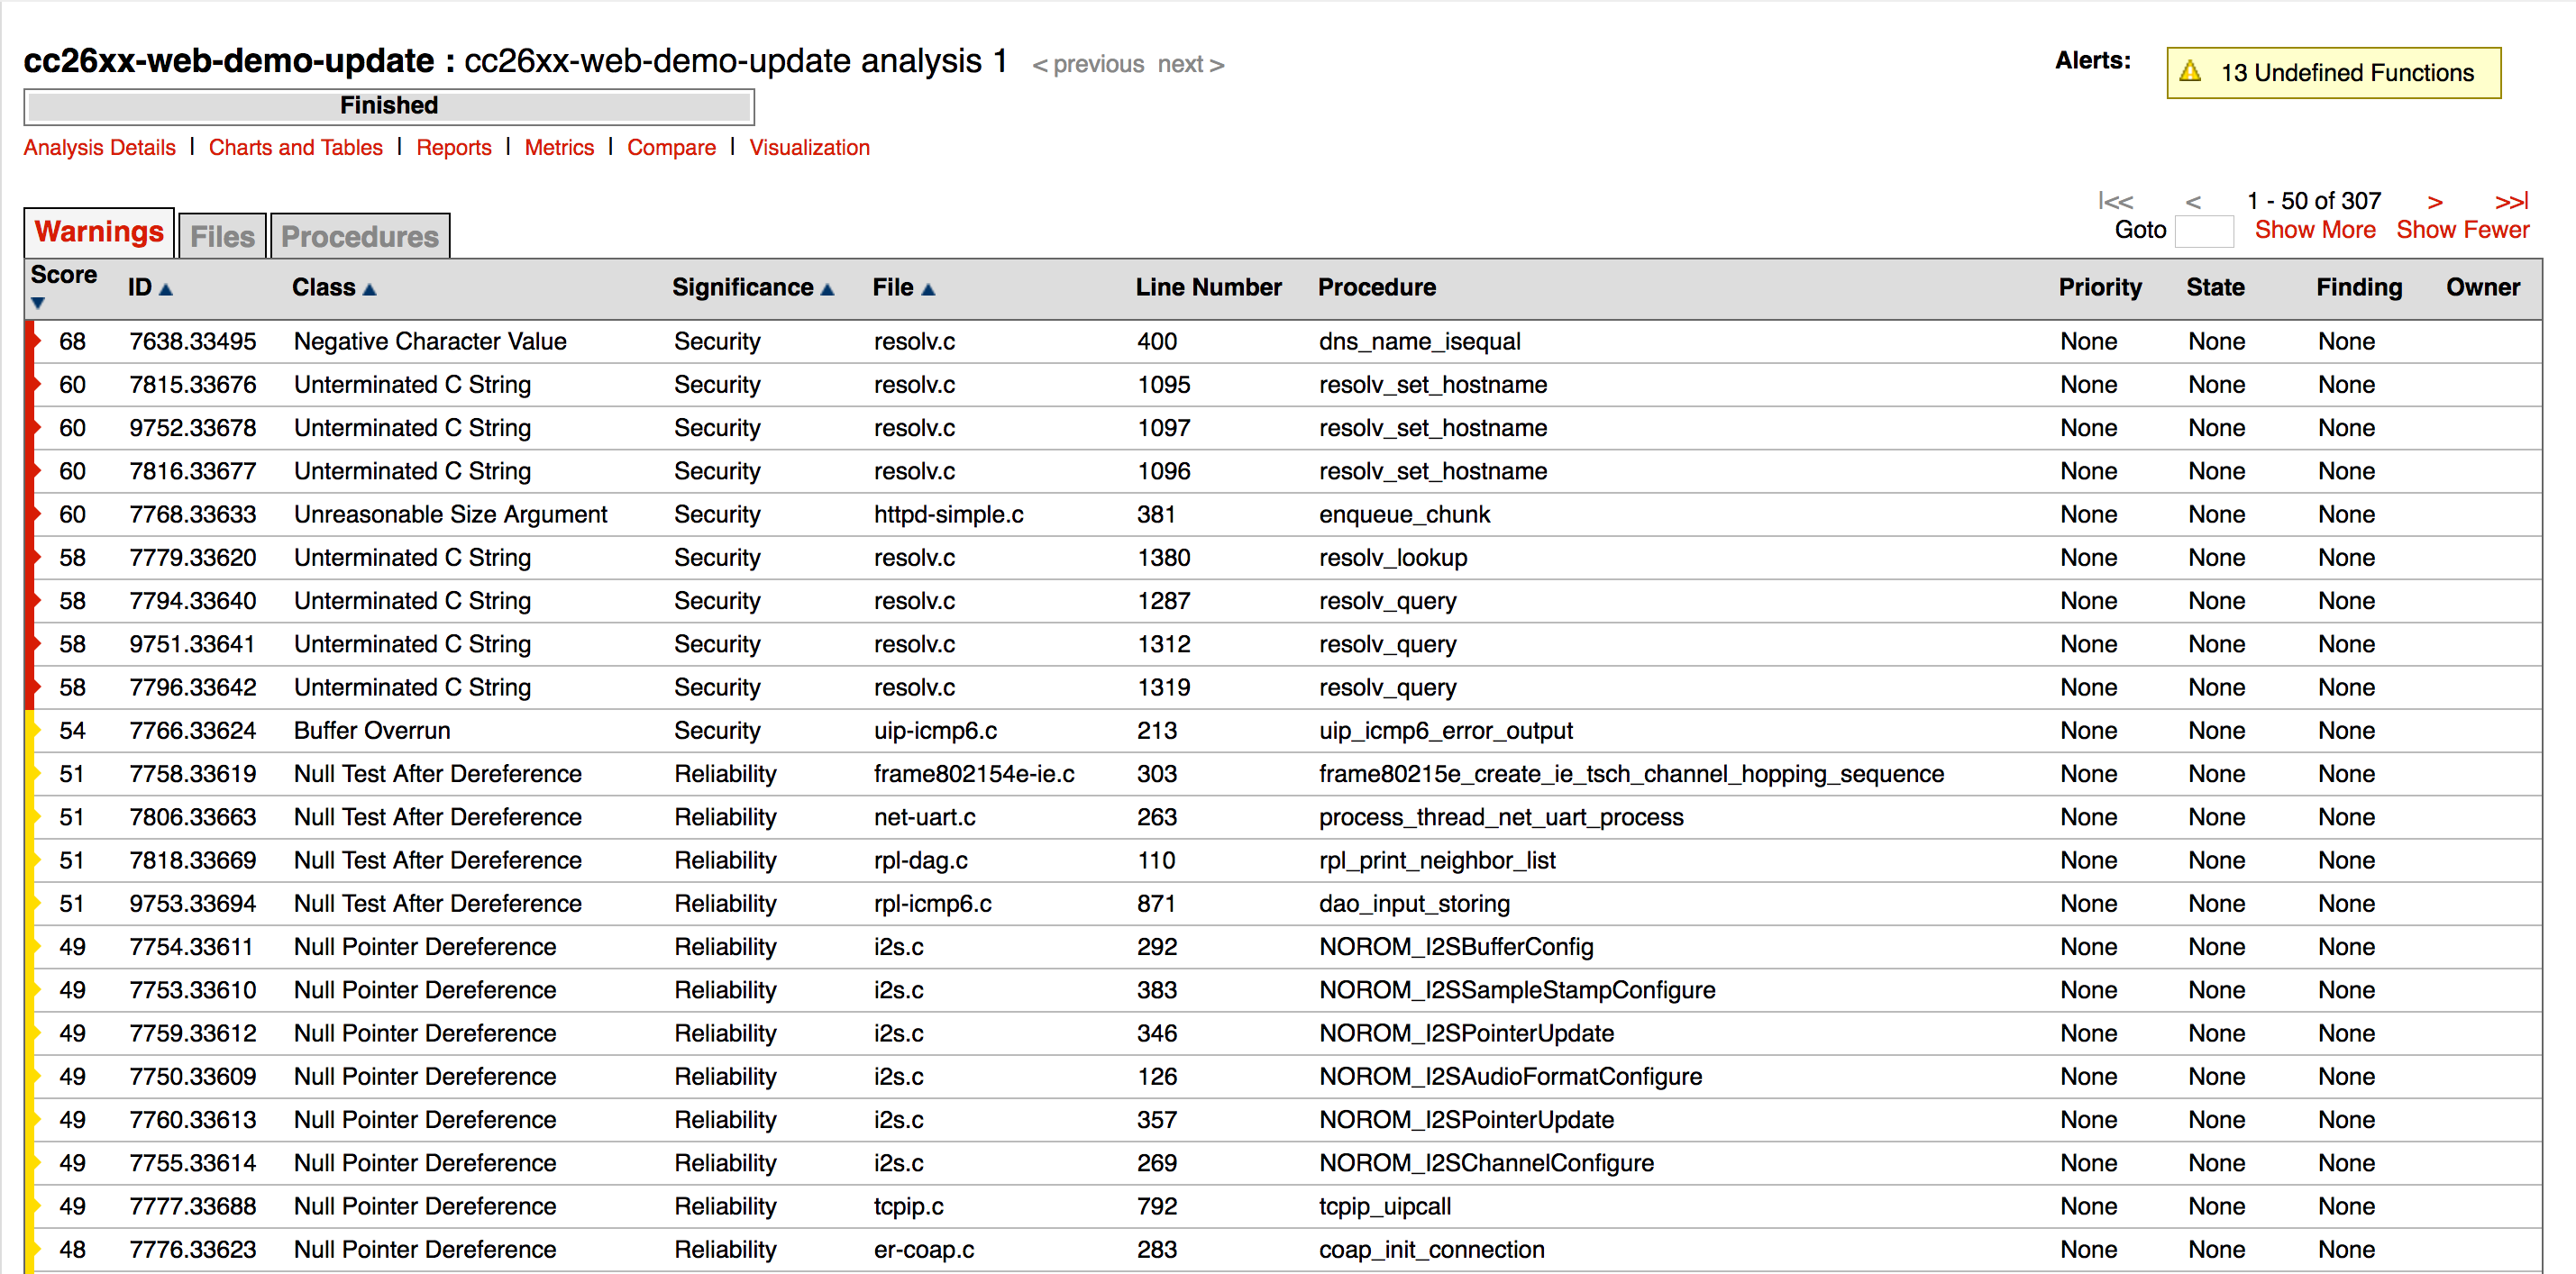 cc26xx-web-demo-update : cc26xx-web-demo-update analysis 1 < previous next > Alerts: 13 Undefined Functions
Finished
Analysis Details | Charts and Tables | Reports | Metrics | Compare | Visualization
|<< < 1 - 50 of 307 > >>|
Goto Show More Show Fewer
Warnings Files Procedures
Score ▼ ID ▲ Class ▲ Significance ▲ File ▲ Line Number Procedure Priority State Finding Owner
68 7638.33495 Negative Character Value Security resolv.c 400 dns_name_isequal None None None
60 7815.33676 Unterminated C String Security resolv.c 1095 resolv_set_hostname None None None
60 9752.33678 Unterminated C String Security resolv.c 1097 resolv_set_hostname None None None
60 7816.33677 Unterminated C String Security resolv.c 1096 resolv_set_hostname None None None
60 7768.33633 Unreasonable Size Argument Security httpd-simple.c 381 enqueue_chunk None None None
58 7779.33620 Unterminated C String Security resolv.c 1380 resolv_lookup None None None
58 7794.33640 Unterminated C String Security resolv.c 1287 resolv_query None None None
58 9751.33641 Unterminated C String Security resolv.c 1312 resolv_query None None None
58 7796.33642 Unterminated C String Security resolv.c 1319 resolv_query None None None
54 7766.33624 Buffer Overrun Security uip-icmp6.c 213 uip_icmp6_error_output None None None
51 7758.33619 Null Test After Dereference Reliability frame802154e-ie.c 303 frame80215e_create_ie_tsch_channel_hopping_sequence None None None
51 7806.33663 Null Test After Dereference Reliability net-uart.c 263 process_thread_net_uart_process None None None
51 7818.33669 Null Test After Dereference Reliability rpl-dag.c 110 rpl_print_neighbor_list None None None
51 9753.33694 Null Test After Dereference Reliability rpl-icmp6.c 871 dao_input_storing None None None
49 7754.33611 Null Pointer Dereference Reliability i2s.c 292 NOROM_I2SBufferConfig None None None
49 7753.33610 Null Pointer Dereference Reliability i2s.c 383 NOROM_I2SSampleStampConfigure None None None
49 7759.33612 Null Pointer Dereference Reliability i2s.c 346 NOROM_I2SPointerUpdate None None None
49 7750.33609 Null Pointer Dereference Reliability i2s.c 126 NOROM_I2SAudioFormatConfigure None None None
49 7760.33613 Null Pointer Dereference Reliability i2s.c 357 NOROM_I2SPointerUpdate None None None
49 7755.33614 Null Pointer Dereference Reliability i2s.c 269 NOROM_I2SChannelConfigure None None None
49 7777.33688 Null Pointer Dereference Reliability tcpip.c 792 tcpip_uipcall None None None
48 7776.33623 Null Pointer Dereference Reliability er-coap.c 283 coap_init_connection None None None